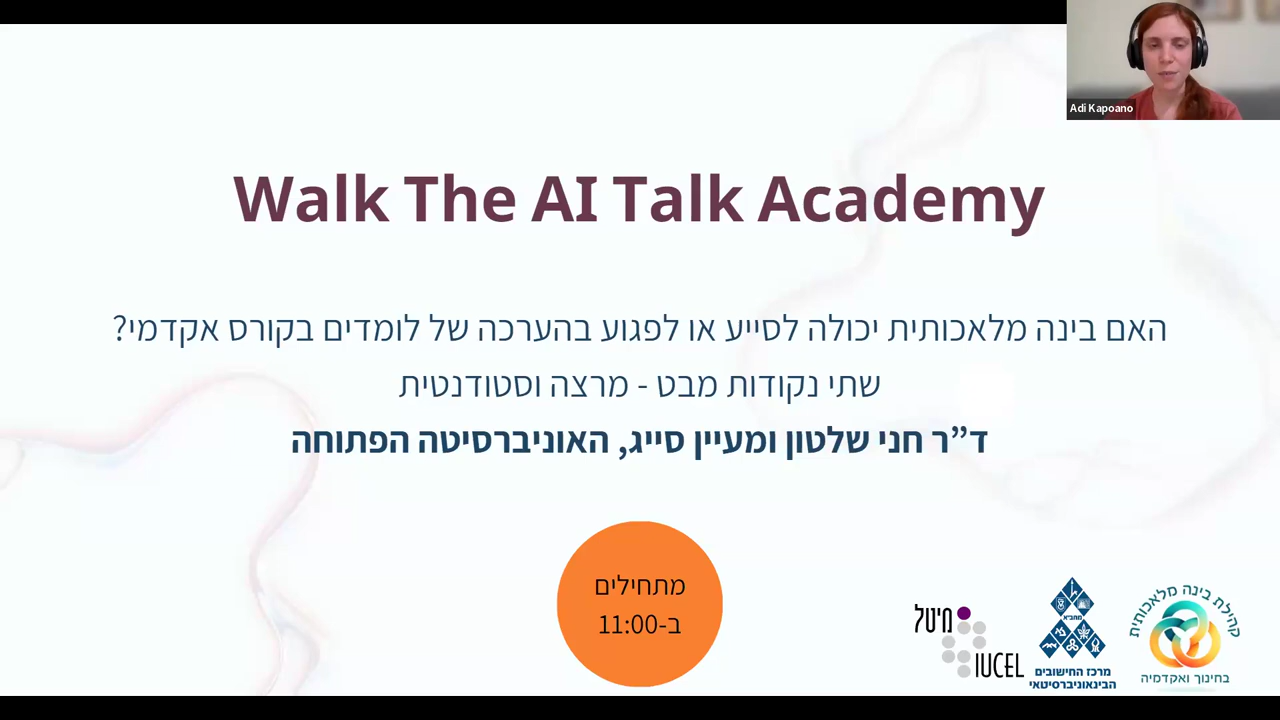 Adi Kapoano
Walk The AI Talk Academy
האם בינה מלאכותית יכולה לסייע או לפגוע בהערכה של לומדים בקורס אקדמי?
שתי נקודות מבט - מרצה וסטודנטית
ד״ר חני שלטון ומעיין סייג, האוניברסיטה הפתוחה
מתחילים
ב-11:00
מיטל
IUCEL
מחב"א
מרכז החישובים
הבינאוניברסיטאי
קהילת בינה מלאכותית
בחינוך ואקדמיה